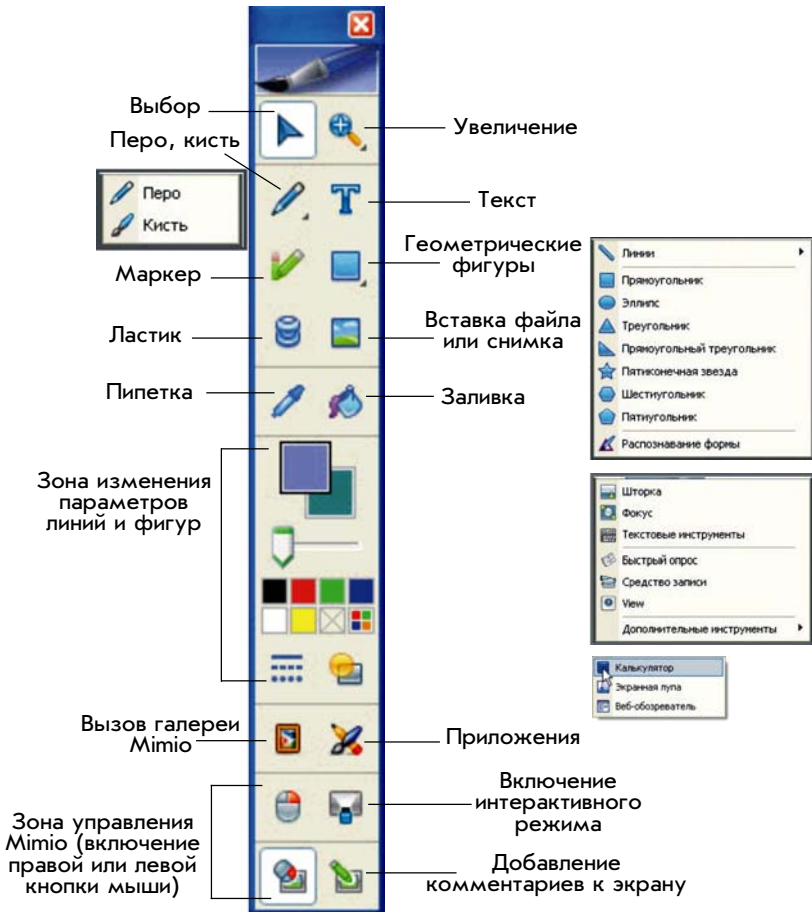 Выбор
Увеличение
Перо, кисть
Перо
Кисть
Текст
Маркер
Геометрические
фигуры
Ластик
Вставка файла
или снимка
Пипетка
Заливка
Зона изменения
параметров
линий и фигур
Вызов галереи
Mimio
Приложения
Зона управления
Mimio (включение
правой или левой
кнопки мыши)
Включение
интерактивного
режима
Добавление
комментариев к экрану
Линии
Прямоугольник
Эллипс
Треугольник
Прямоугольный треугольник
Пятиконечная звезда
Шестиугольник
Пятиугольник
Распознавание формы
Шторка
Фокус
Текстовые инструменты
Быстрый опрос
Средство записи
View
Дополнительные инструменты
Калькулятор
Экранная лупа
Веб-обозреватель